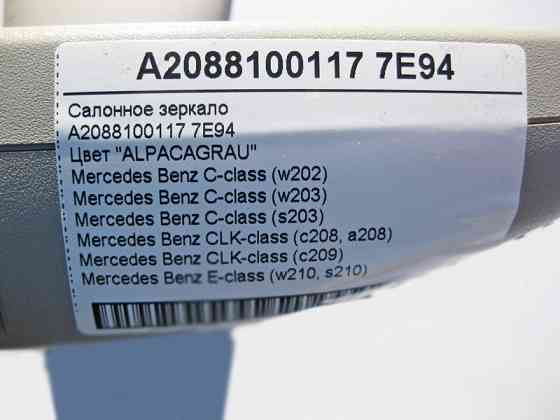 A2088100117 7E94
Салонное зеркало
A2088100117 7E94
Цвет "ALPACAGRAU"
Mercedes Benz C-class (w202)
Mercedes Benz C-class (w203)
Mercedes Benz C-class (s203)
Mercedes Benz CLK-class (c208, a208)
Mercedes Benz CLK-class (c209)
Mercedes Benz E-class (w210, s210)